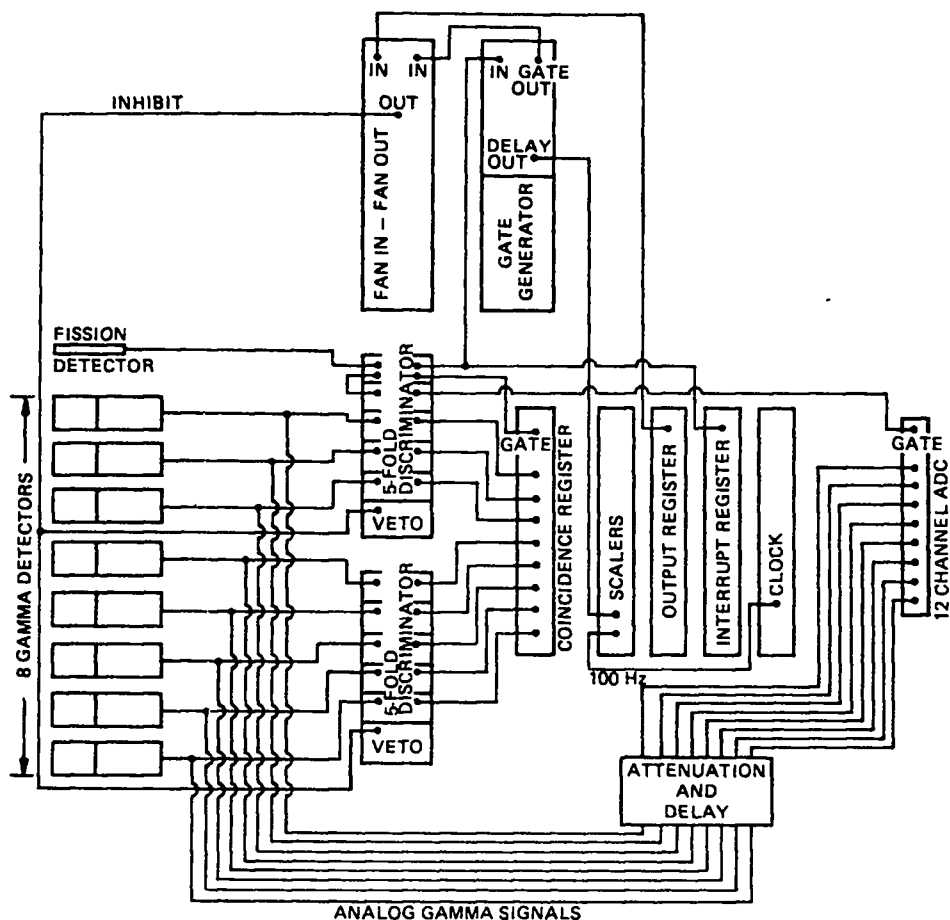 IN IN
OUT
INHIBIT
FAN IN – FAN OUT
IN GATE
OUT
DELAY
OUT
GATE
GENERATOR
FISSION
DETECTOR
8 GAMMA DETECTORS
5-FOLD
DISCRIMINATOR
VETO
5-FOLD
DISCRIMINATOR
VETO
GATE
COINCIDENCE REGISTER
SCALERS
OUTPUT REGISTER
INTERRUPT REGISTER
CLOCK
GATE
12 CHANNEL ADC
100 Hz
ATTENUATION
AND
DELAY
ANALOG GAMMA SIGNALS